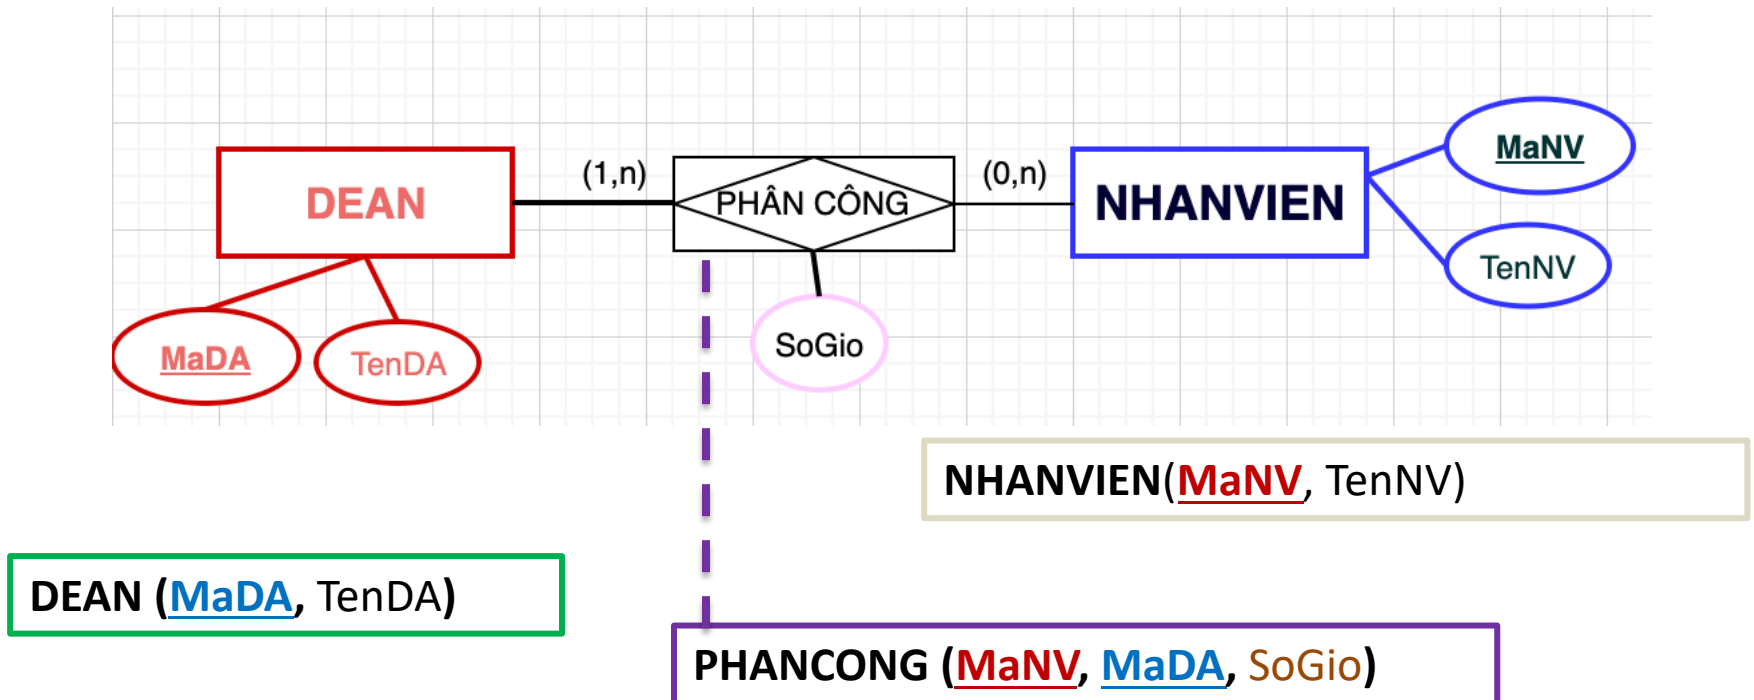 (1,n)
(0,n)
DEAN
PHÂN CÔNG
NHANVIEN
MaNV
TenNV
MaDA
TenDA
SoGio
NHANVIEN(MaNV, TenNV)
DEAN (MaDA, TenDA)
PHANCONG (MaNV, MaDA, SoGio)